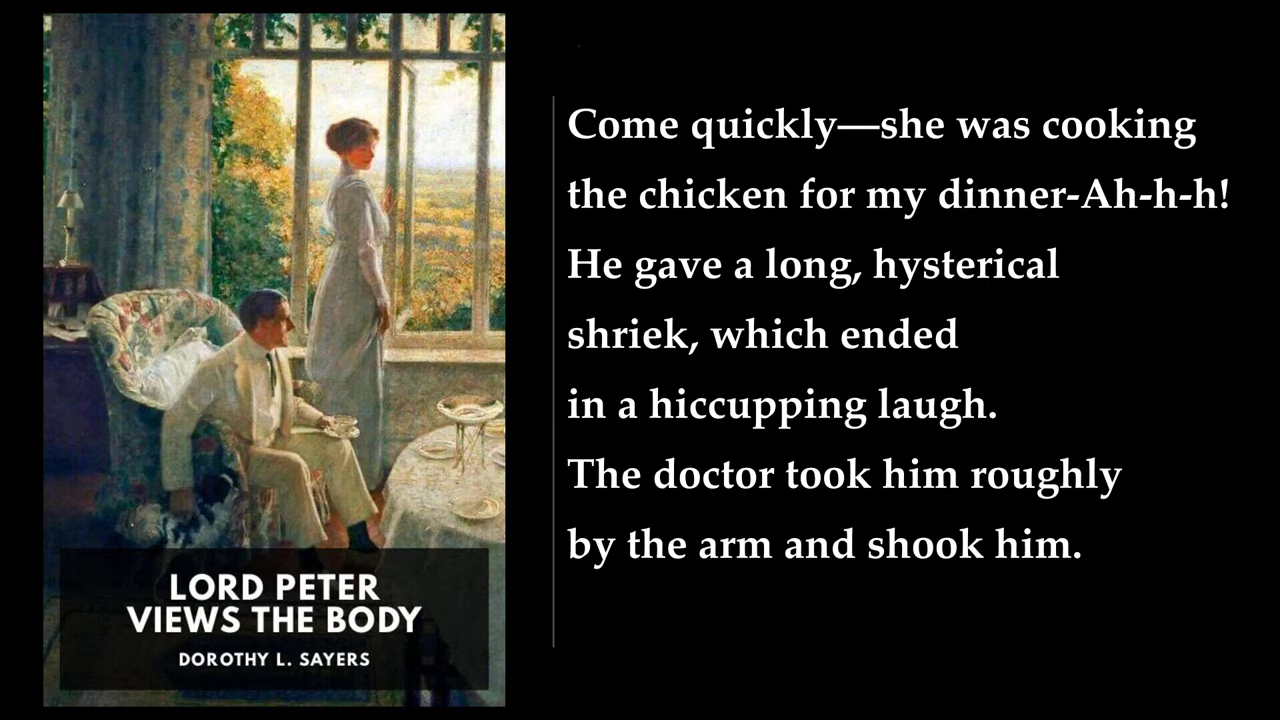 Come quickly—she was cooking
the chicken for my dinner-Ah-h-h!
He gave a long, hysterical
shriek, which ended
in a hiccupping laugh.
The doctor took him roughly
by the arm and shook him.
LORD PETER
VIEWS THE BODY
DOROTHY L. SAYERS